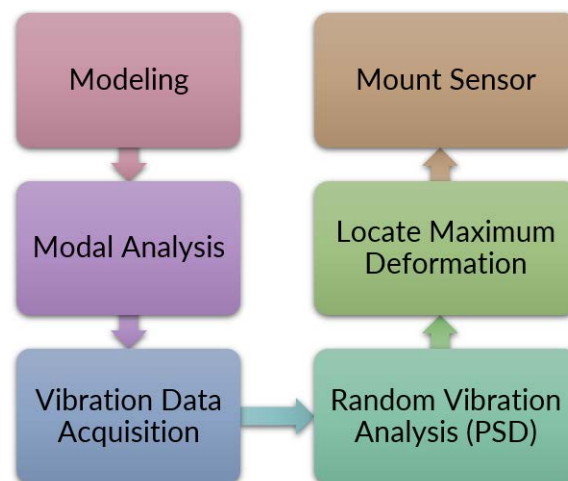 Modeling
Modal Analysis
Vibration Data
Acquisition
Random Vibration
Analysis (PSD)
Locate Maximum
Deformation
Mount Sensor